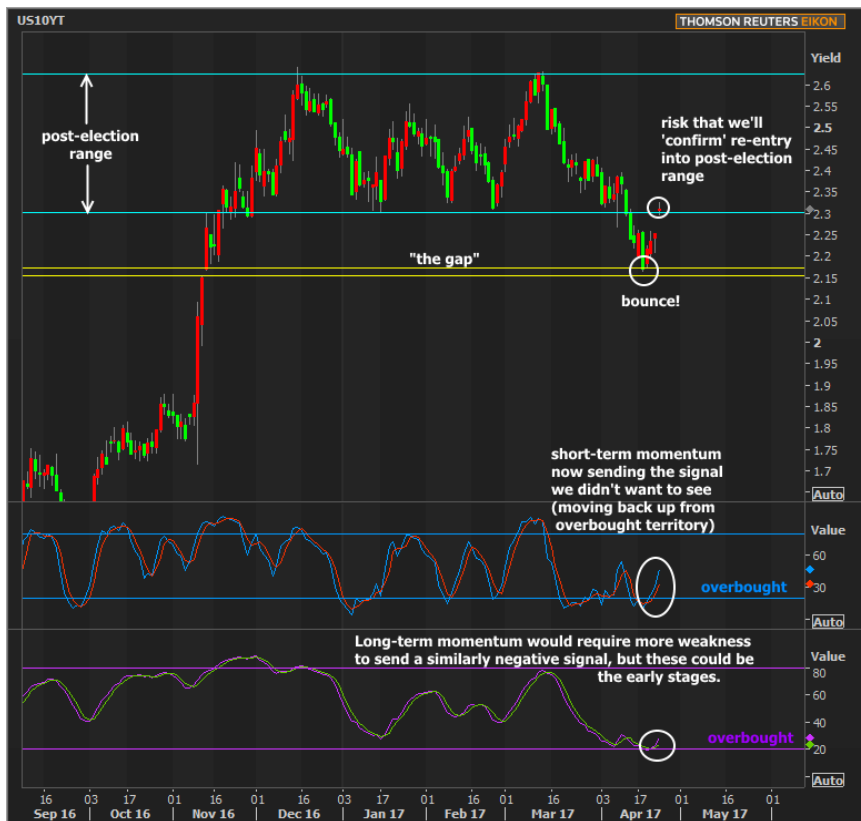 US10YT
THOMSON REUTERS EIKON
Yield
post-election
range
risk that we'll
'confirm' re-entry
into post-election
range
"the gap"
bounce!
2.6
2.55
2.5
2.45
2.4
2.35
2.3
2.25
2.2
2.15
2.1
2.05
2
1.95
1.9
1.85
1.8
1.75
1.7
Auto
short-term momentum
now sending the signal
we didn't want to see
(moving back up from
overbought territory)
Value
60
30
overbought
Auto
Long-term momentum would require more weakness
to send a similarly negative signal, but these could be
the early stages.
Value
80
60
40
20
overbought
Auto
16 03 17 01 16 01 16 03 17 01 16 01 16 03 17 01 16 01
Sep 16 Oct 16 Nov 16 Dec 16 Jan 17 Feb 17 Mar 17 Apr 17 May 17